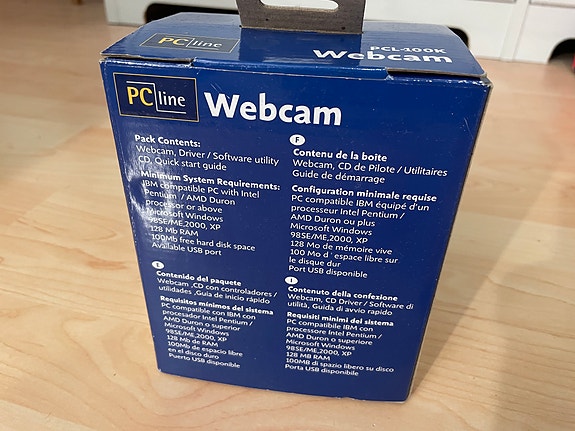 PC line
PCL-100K
Webcam
PC line Webcam
Pack Contents:
Webcam, Driver / Software utility
CD, Quick start guide
Minimum System Requirements:
IBM compatible PC with Intel
Pentium / AMD Duron
processor or above
Microsoft Windows
98SE/ME,2000, XP
128 Mb RAM
100Mb free hard disk space
Available USB port
F
Contenu de la boîte
Webcam, CD de Pilote / Utilitaires
Guide de démarrage
Configuration minimale requise
PC compatible IBM équipé d'un
processeur Intel Pentium /
AMD Duron ou plus
Microsoft Windows
98SE/ME,2000, XP
128 Mo de mémoire vive
100 Mo d' espace libre sur
le disque dur
Port USB disponible
E
Contenido del paquete
Webcam ,CD con controladores /
utilidades ,Guia de inicio rápido
Requisitos mínimos del sistema
PC compatible con IBM con
procesador Intel Pentium /
AMD Duron o superior
Microsoft Windows
98SE/ME,2000, XP
128 Mb de RAM
100Mb de espacio libre
en el disco duro
Puerto USB disponible
I
Contenuto della confezione
Webcam, CD Driver / Software di
utilità, Guida di avvio rapido
Requisiti minimi del sistema
PC compatibile IBM con
processore Intel Pentium /
AMD Duron o superiore
Microsoft Windows
98SE/ME,2000, XP
128 MB RAM
100MB di spazio libero su disco
Porta USB disponibile